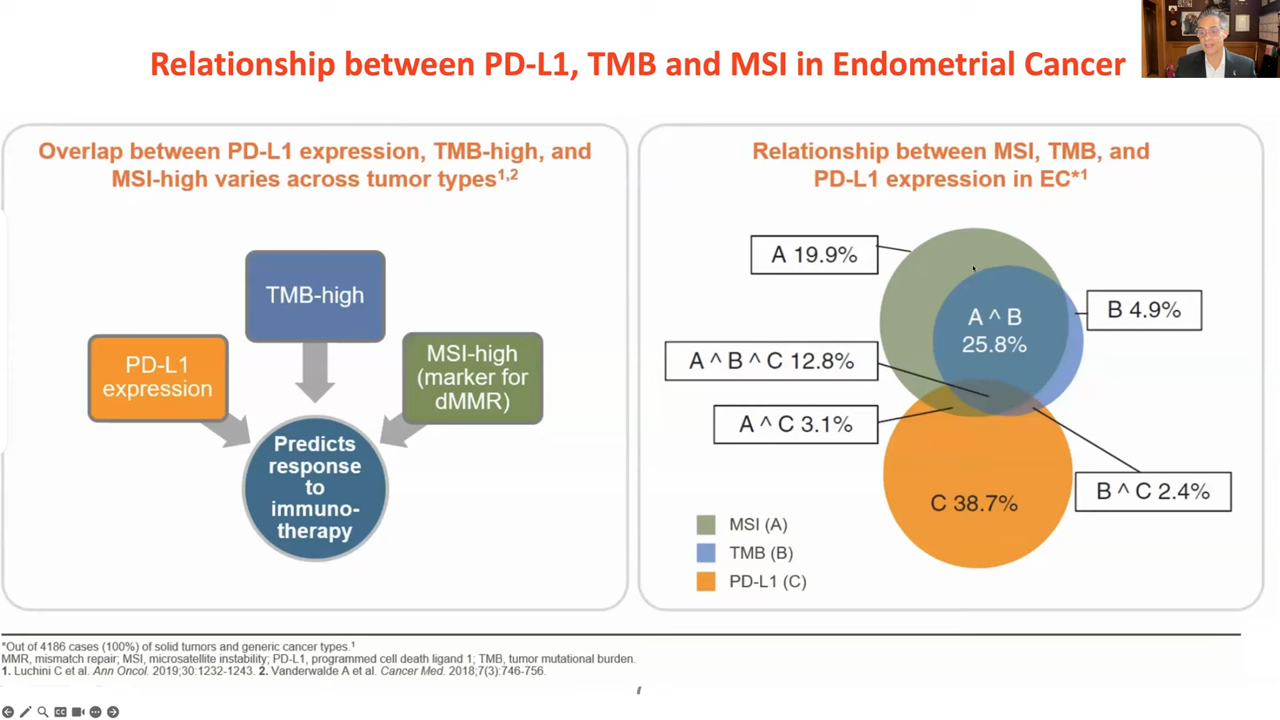 Relationship between PD-L1, TMB and MSI in Endometrial Cancer
Overlap between PD-L1 expression, TMB-high, and
MSI-high varies across tumor types1,2
TMB-high
PD-L1
expression
MSI-high
(marker for
dMMR)
Predicts
response
to
immuno-
therapy
Relationship between MSI, TMB, and
PD-L1 expression in EC*1
A 19.9%
B 4.9%
A ^ B
25.8%
A ^ B ^ C 12.8%
A ^ C 3.1%
B ^ C 2.4%
C 38.7%
MSI (A)
TMB (B)
PD-L1 (C)
*Out of 4186 cases (100%) of solid tumors and generic cancer types.1
MMR, mismatch repair; MSI, microsatellite instability; PD-L1, programmed cell death ligand 1; TMB, tumor mutational burden.
1. Luchini C et al. Ann Oncol. 2019;30:1232-1243. 2. Vanderwalde A et al. Cancer Med. 2018;7(3):746-756.
CC